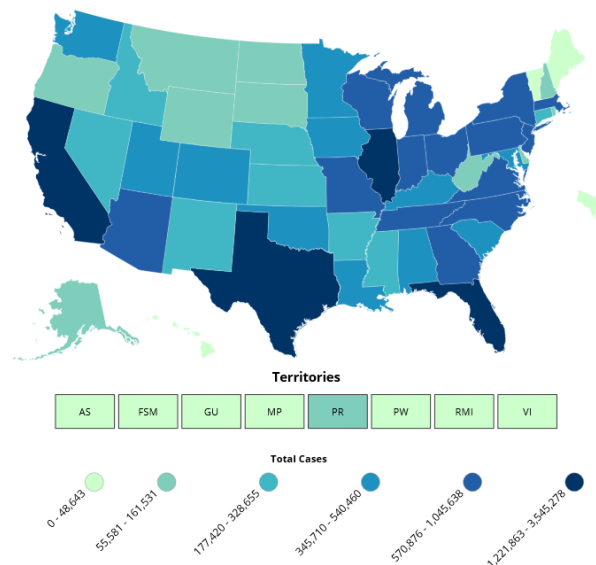 Territories
AS FSM GU MP PR PW RMI VI
Total Cases
0 - 48,643
55,581 - 161,531
177,420 - 328,655
345,710 - 540,460
570,876 - 1,045,638
1,221,863 - 3,545,278